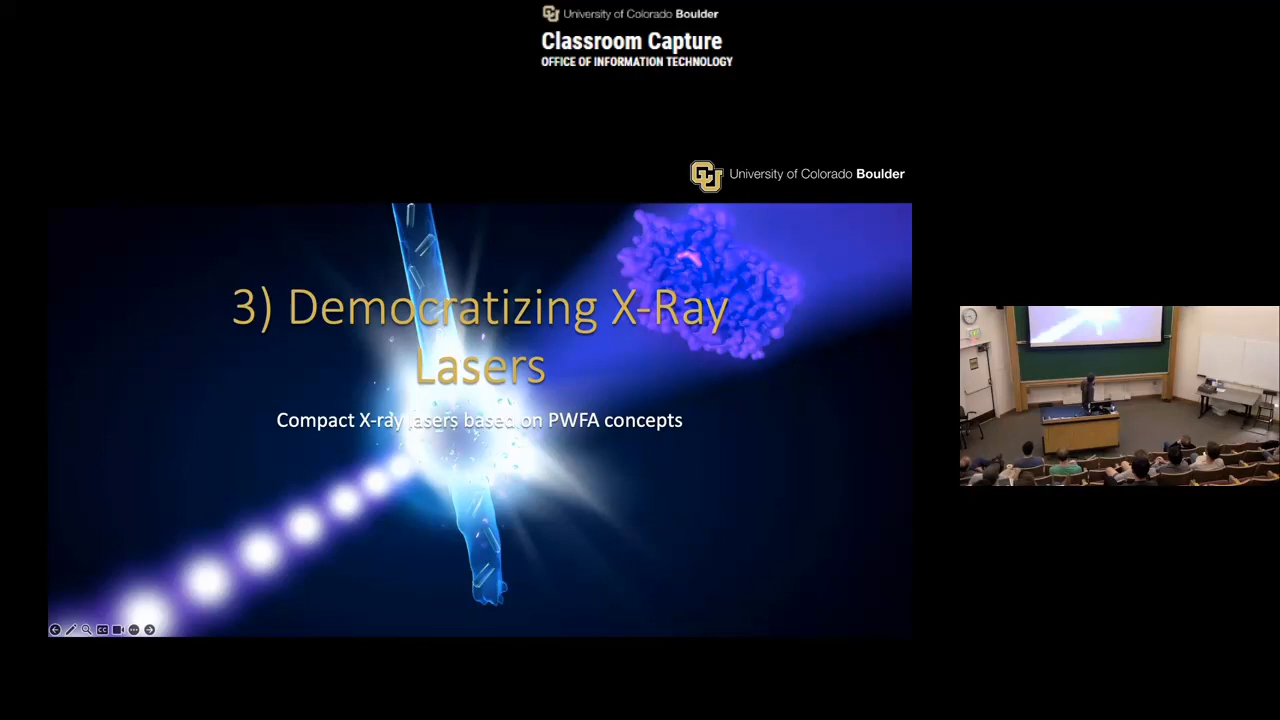 University of Colorado Boulder
Classroom Capture
OFFICE OF INFORMATION TECHNOLOGY
University of Colorado Boulder
3) Democratizing X-Ray
Lasers
Compact X-ray lasers based on PWFA concepts